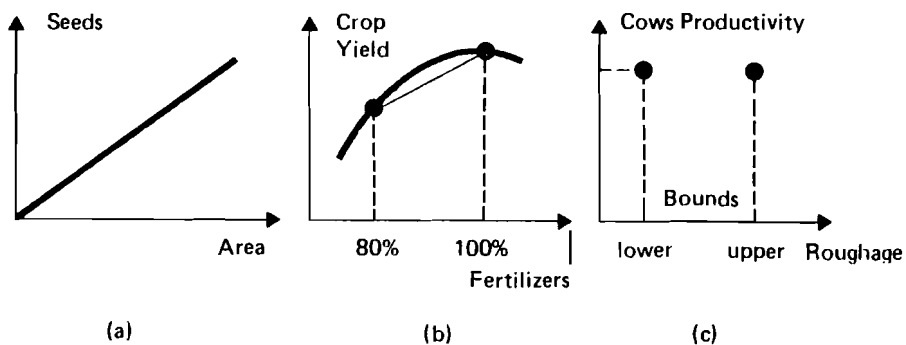 Seeds
Area
(a)
Crop
Yield
80%
100%
Fertilizers
(b)
Cows Productivity
Bounds
lower
upper
Roughage
(c)